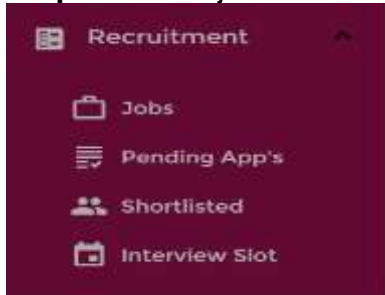 Recruitment
Jobs
Pending App's
Shortlisted
Interview Slot